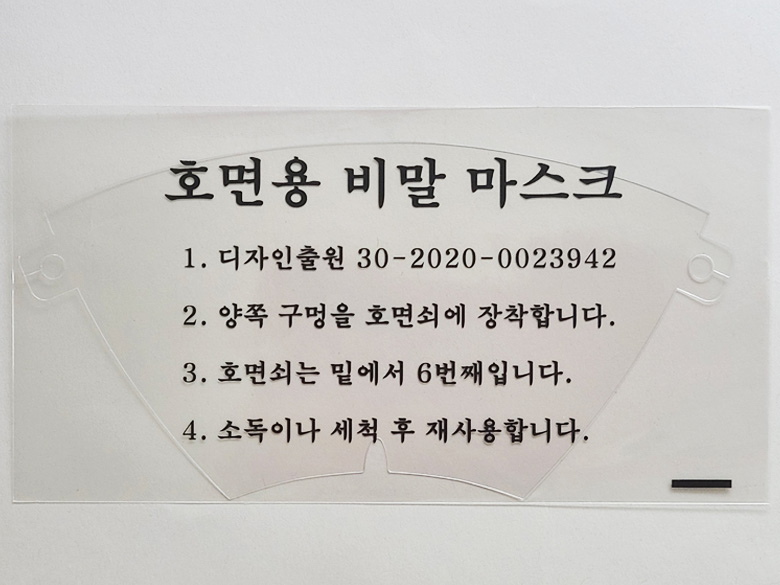 호면용 비말 마스크
1. 디자인출원 30-2020-0023942
2. 양쪽 구멍을 호면쇠에 장착합니다.
3. 호면쇠는 밑에서 6번째입니다.
4. 소독이나 세척 후 재사용합니다.